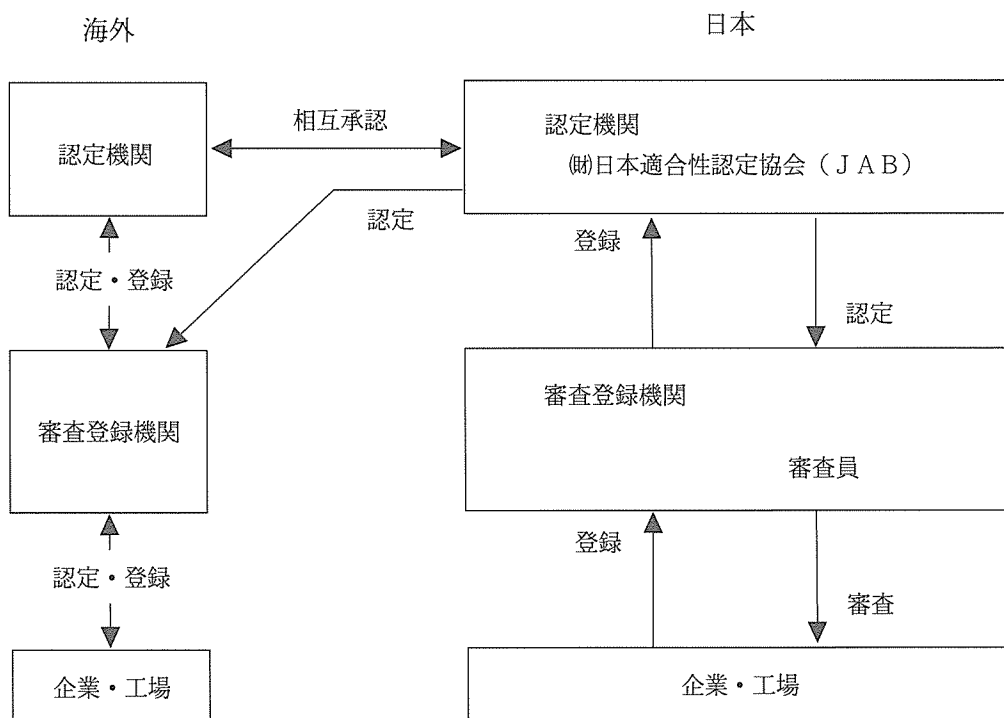 海外
日本
認定機関
相互承認
認定機関
㈶日本適合性認定協会（ＪＡＢ）
認定
認定・登録
登録
認定
審査登録機関
審査登録機関
審査員
認定・登録
登録
審査
企業・工場
企業・工場